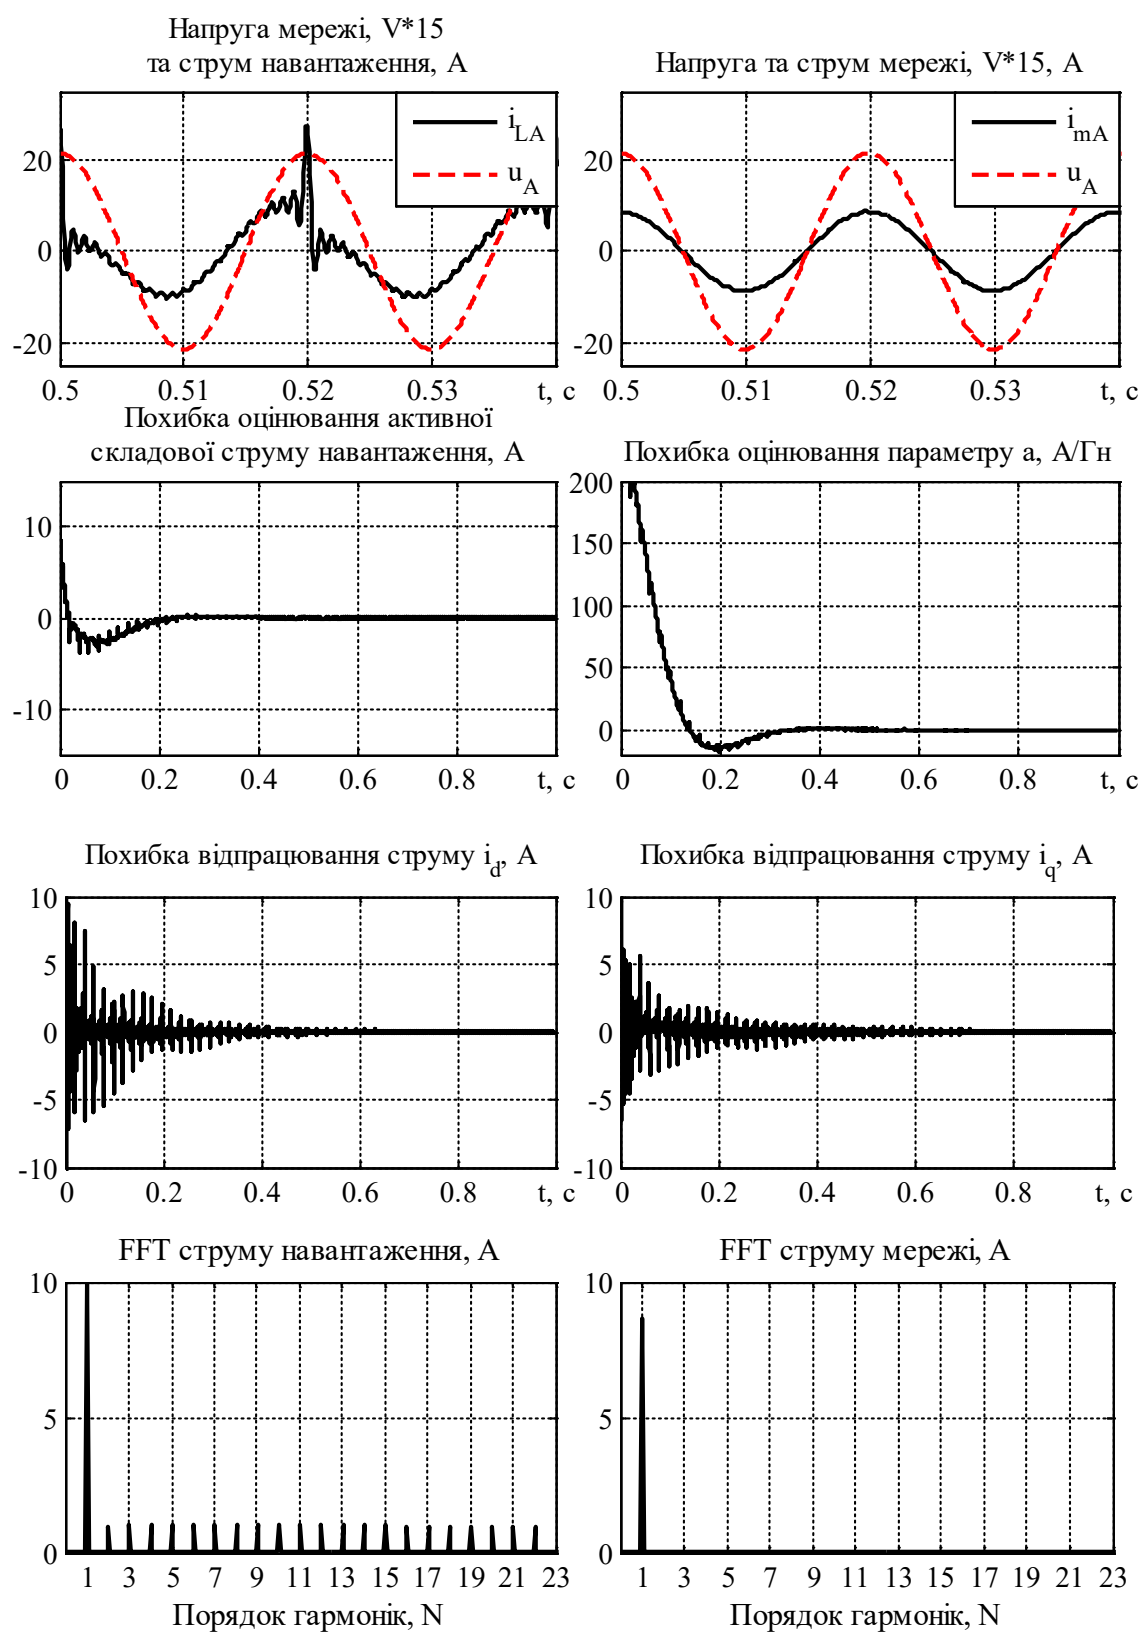 Напруга мережі, V*15
та струм навантаження, А
i_LA
u_A
20
0
-20
0.5
0.51
0.52
0.53
t, c
Напруга та струм мережі, V*15, А
i_mA
u_A
20
0
-20
0.5
0.51
0.52
0.53
t, c
Похибка оцінювання активної
складової струму навантаження, А
10
0
-10
0
0.2
0.4
0.6
0.8
t, c
Похибка оцінювання параметру а, А/Гн
200
150
100
50
0
0
0.2
0.4
0.6
0.8
t, c
Похибка відпрацювання струму i_d, А
10
5
0
-5
-10
0
0.2
0.4
0.6
0.8
t, c
Похибка відпрацювання струму i_q, А
10
5
0
-5
-10
0
0.2
0.4
0.6
0.8
t, c
FFT струму навантаження, А
10
5
0
1 3 5 7 9 11 13 15 17 19 21 23
Порядок гармонік, N
FFT струму мережі, А
10
5
0
1 3 5 7 9 11 13 15 17 19 21 23
Порядок гармонік, N